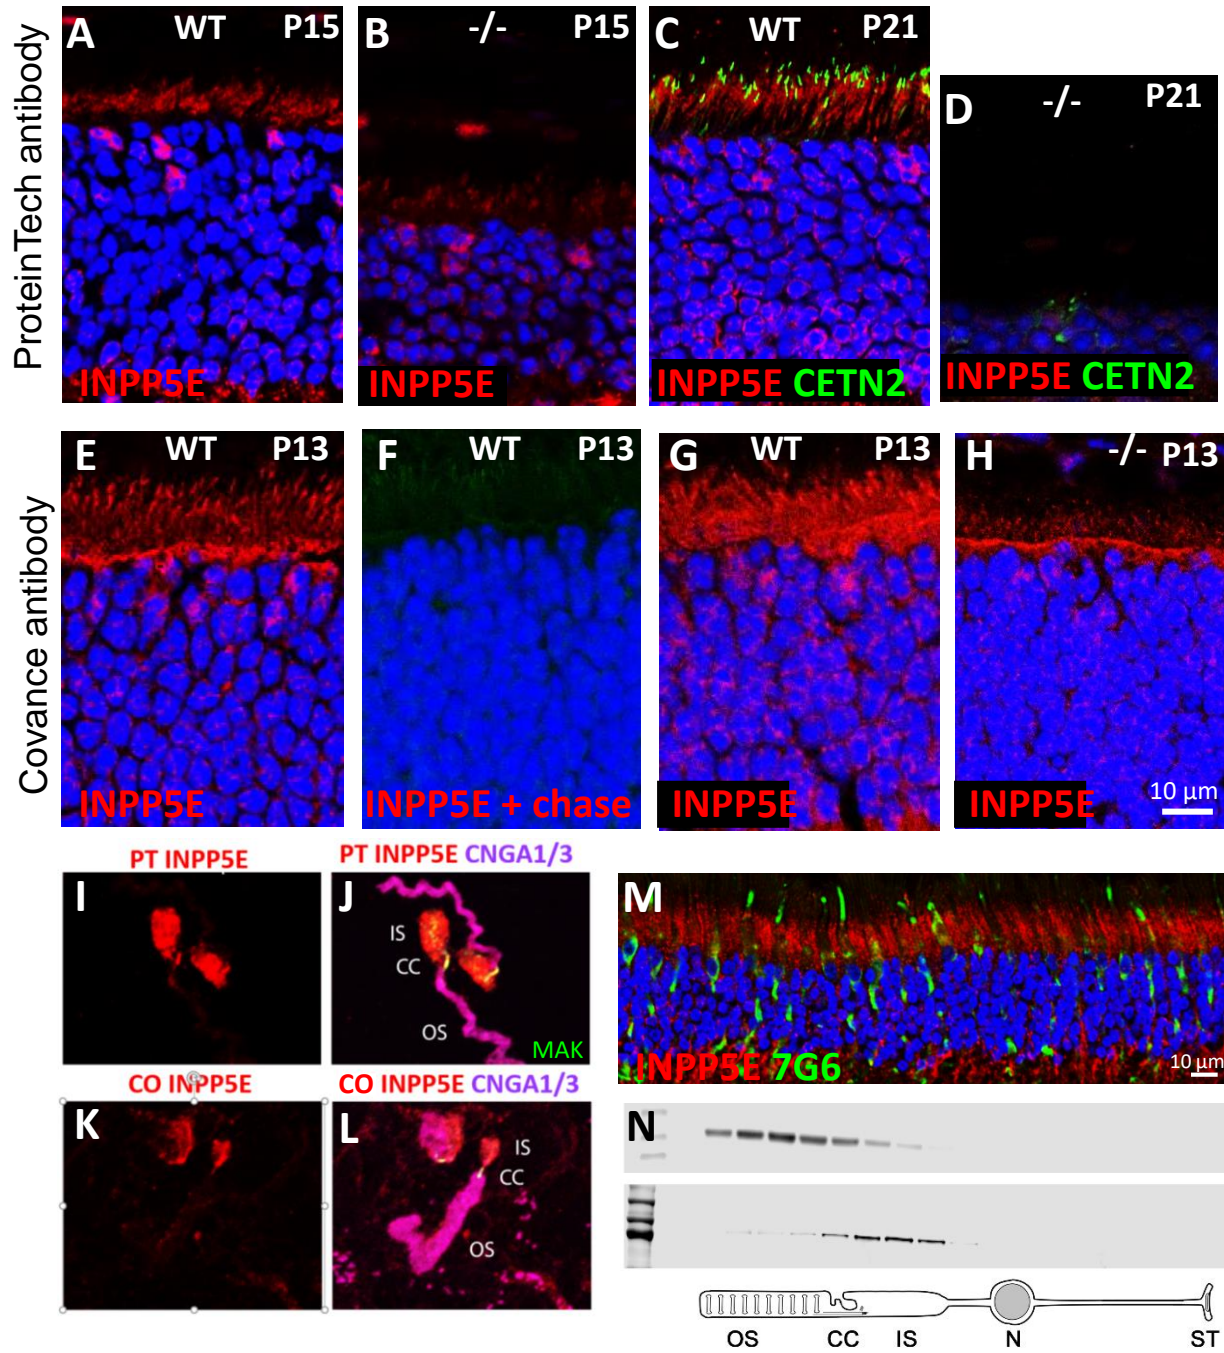 ProteinTech antibody
A WT P15
INPP5E
B -/- P15
INPP5E
C WT P21
INPP5E CETN2
D -/- P21
INPP5E CETN2
Covance antibody
E WT P13
INPP5E
F WT P13
INPP5E + chase
G WT P13
INPP5E
H -/- P13
10 µm
INPP5E
PT INPP5E
I
PT INPP5E CNGA1/3
J
IS
CC
OS
MAK
CO INPP5E
K
CO INPP5E CNGA1/3
L
IS
CC
OS
M
INPP5E 7G6
10 µm
N
OS CC IS N ST